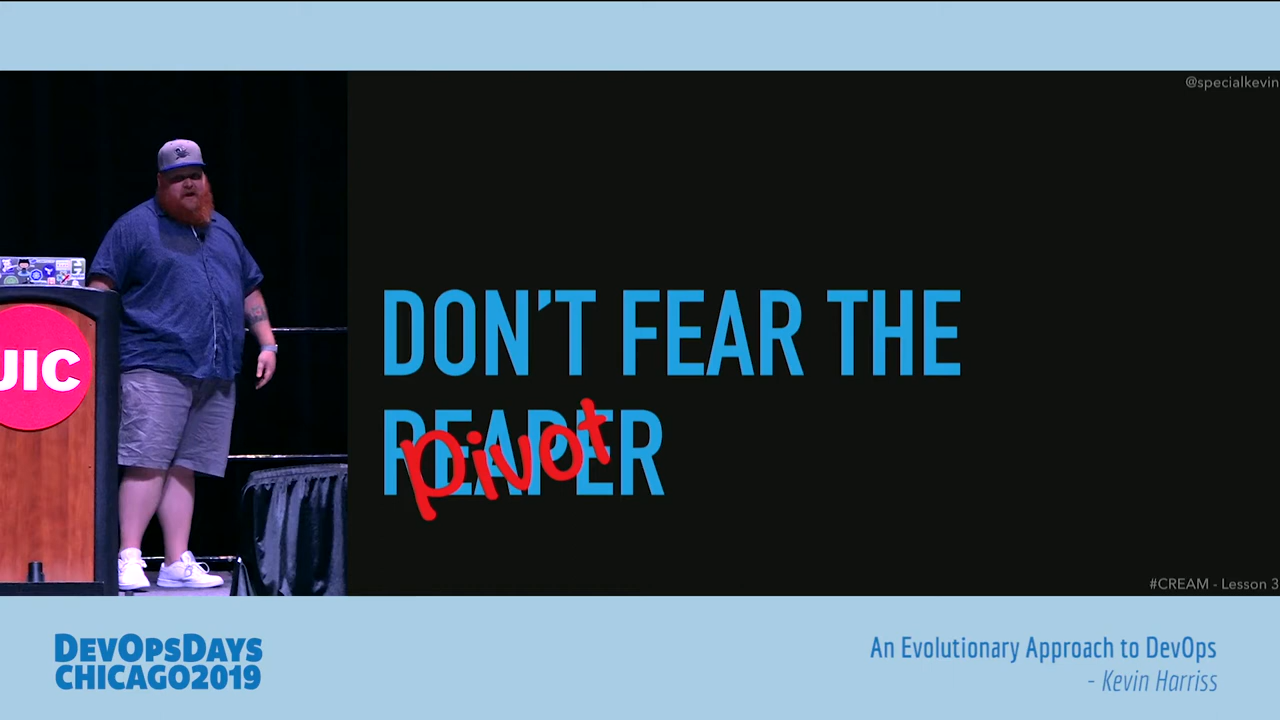 @specialkevin
DON'T FEAR THE
REAPER
pivot
UIC
#CREAM - Lesson 3
DEVOPSDAYS
CHICAGO2019
An Evolutionary Approach to DevOps
- Kevin Harriss